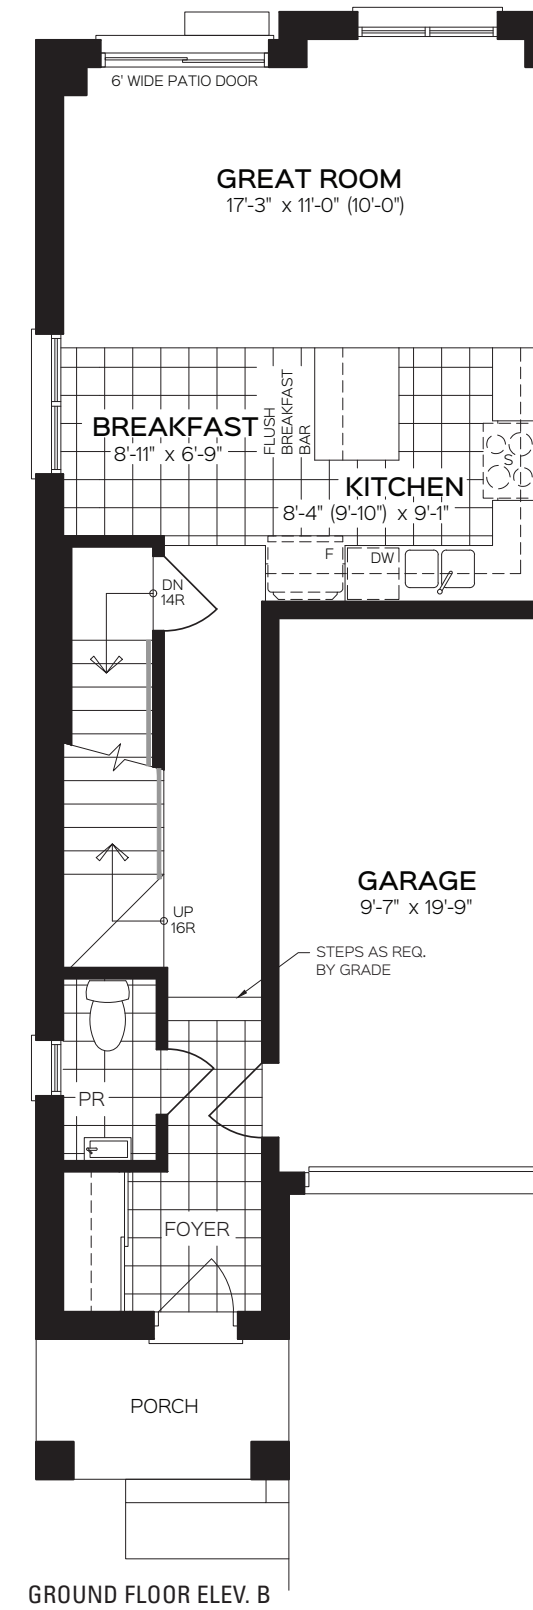 6' WIDE PATIO DOOR
GREAT ROOM
17'-3" x 11'-0" (10'-0")
FLUSH
BREAKFAST
BAR
BREAKFAST
8'-11" x 6'-9"
S
KITCHEN
8'-4" (9'-10") x 9'-1"
F
DW
DN
14R
GARAGE
9'-7" x 19'-9"
UP
16R
STEPS AS REQ.
BY GRADE
PR
FOYER
PORCH
GROUND FLOOR ELEV. B